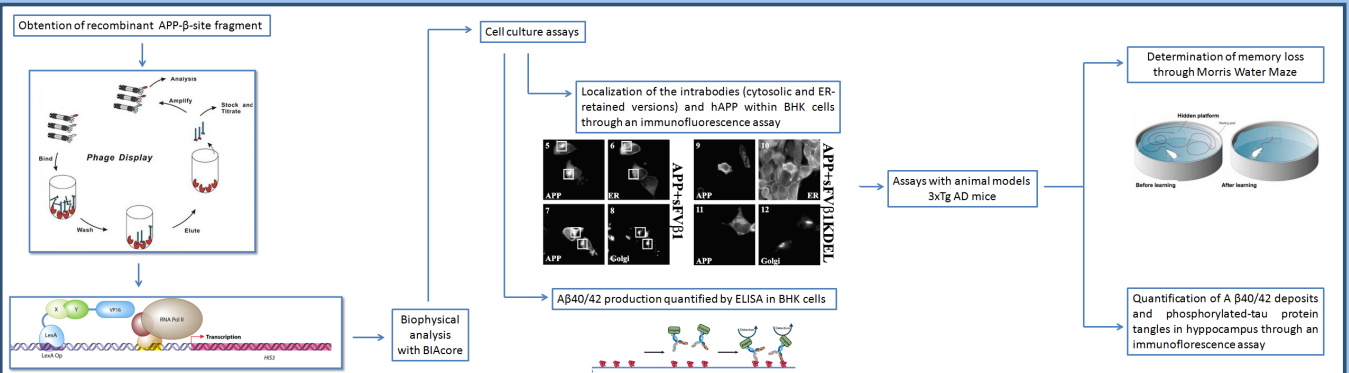 Obtention of recombinant APP-β-site fragment
Analysis
Amplify
Stock and
Titrate
Bind
Phage Display
Wash
Elute
X
Y
VP16
RNA Pol II
LexA
Transcription
LexA Op
HIS3
Biophysical
analysis
with BIAcore
Cell culture assays
Localization of the intrabodies (cytosolic and ER-
retained versions) and hAPP within BHK cells
through an immunofluorescence assay
5
APP
6
ER
7
APP
8
Golgi
APP+sFVβ1
9
APP
10
ER
11
APP
12
Golgi
APP+sFVβ1KDEL
Aβ40/42 production quantified by ELISA in BHK cells
Assays with animal models
3xTg AD mice
Determination of memory loss
through Morris Water Maze
Hidden platform
Before learning
After learning
Quantification of A β40/42 deposits
and phosphorylated-tau protein
tangles in hyppocampus through an
immunoflorescence assay